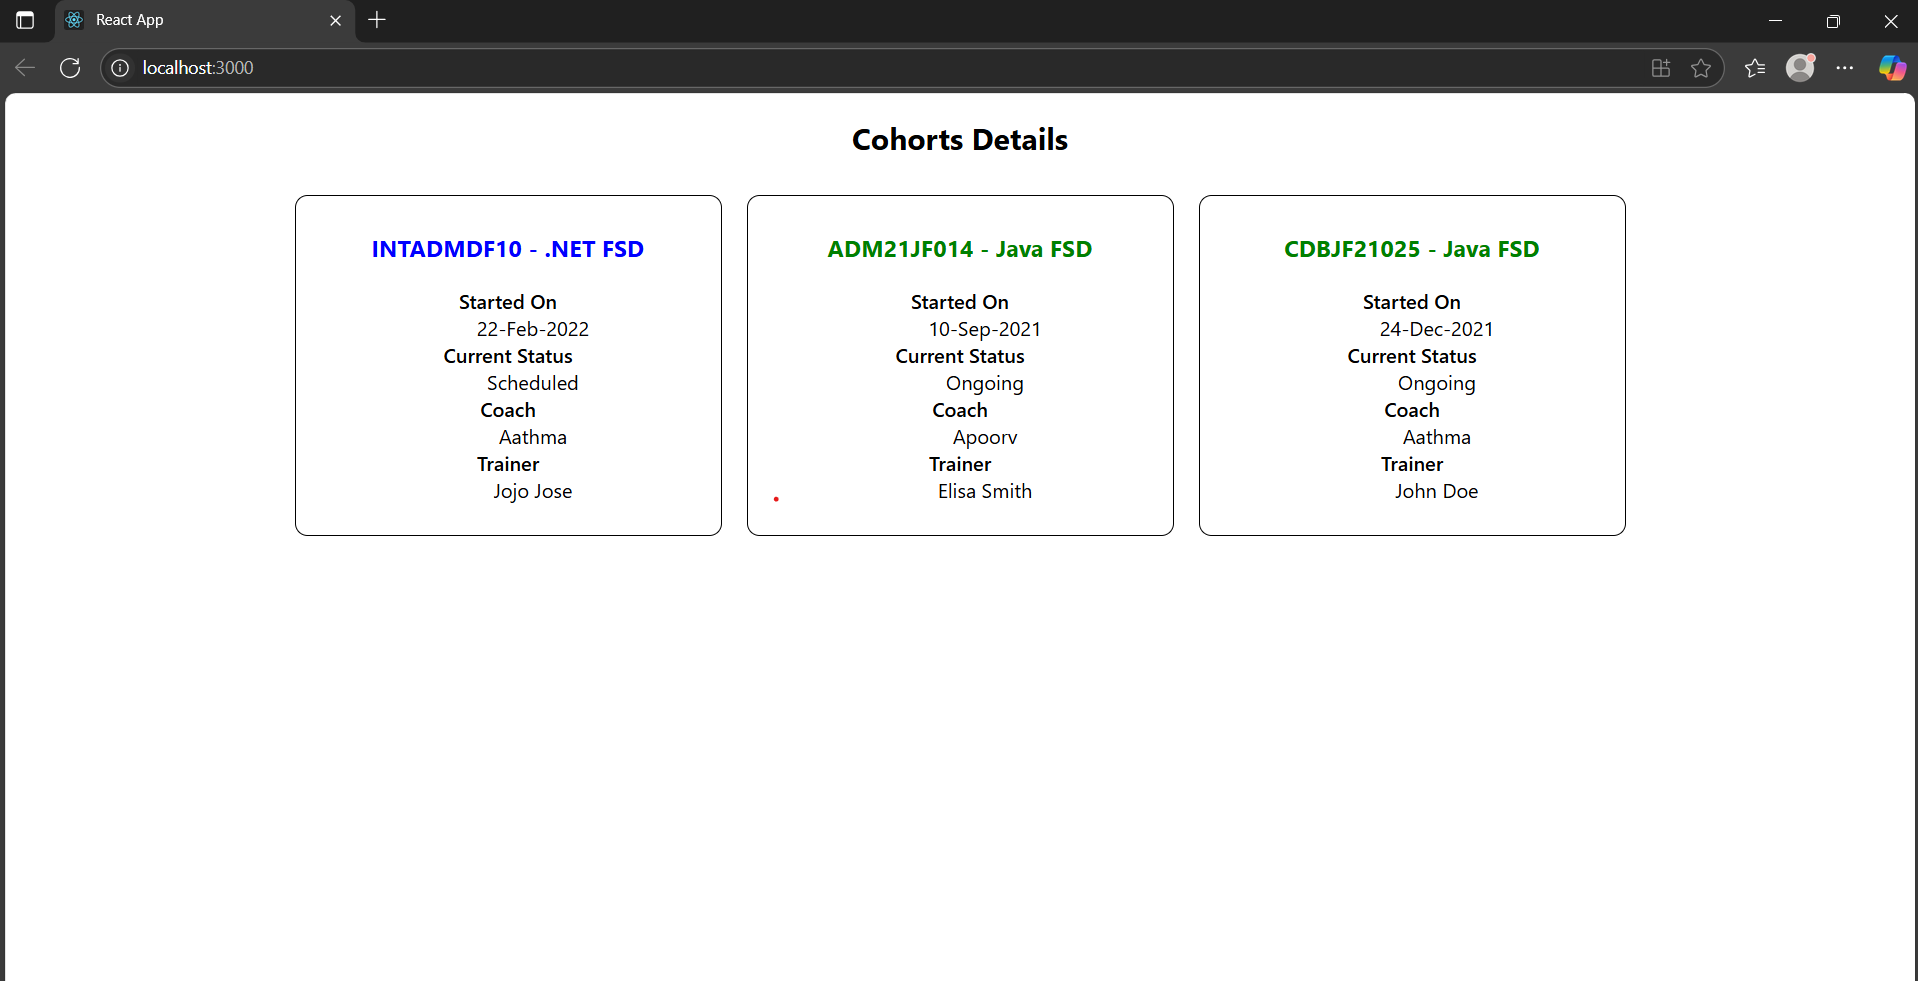 React App
localhost:3000
Cohorts Details
INTADMDF10 - .NET FSD
Started On
22-Feb-2022
Current Status
Scheduled
Coach
Aathma
Trainer
Jojo Jose
ADM21JF014 - Java FSD
Started On
10-Sep-2021
Current Status
Ongoing
Coach
Apoorv
Trainer
Elisa Smith
CDBJF21025 - Java FSD
Started On
24-Dec-2021
Current Status
Ongoing
Coach
Aathma
Trainer
John Doe